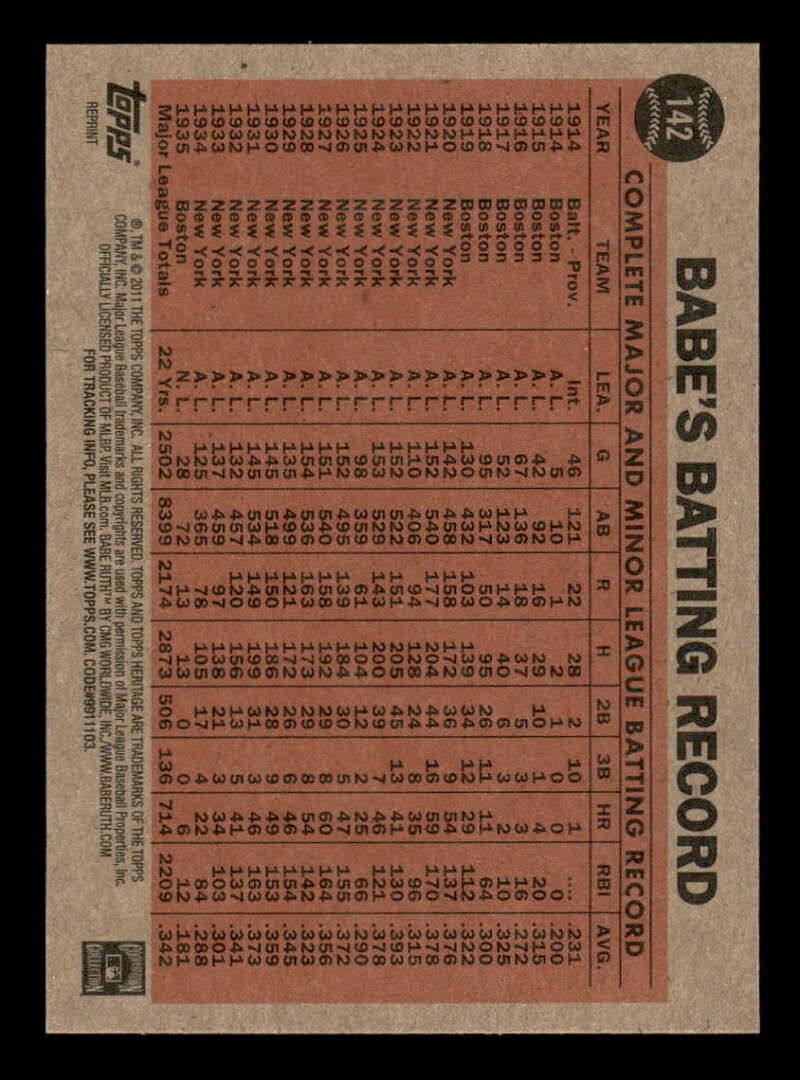 142
BABE'S BATTING RECORD
COMPLETE MAJOR AND MINOR LEAGUE BATTING RECORD
YEAR TEAM LEA. G AB R H 2B 3B HR RBI AVG.
1914 Balt. - Prov. Int. 46 121 22 28 2 10 1 .... .231
1914 Boston A. L. 5 10 1 2 1 0 0 0 .200
1915 Boston A. L. 42 92 16 29 10 1 4 20 .315
1916 Boston A. L. 67 136 18 37 5 3 3 16 .272
1917 Boston A. L. 52 123 14 40 6 3 2 10 .325
1918 Boston A. L. 95 317 50 95 26 11 11 64 .300
1919 Boston A. L. 130 432 103 139 34 12 29 112 .322
1920 New York A. L. 142 458 158 172 36 9 54 137 .376
1921 New York A. L. 152 540 177 204 44 16 59 170 .378
1922 New York A. L. 110 406 94 128 24 8 35 96 .315
1923 New York A. L. 152 522 151 205 45 13 41 130 .393
1924 New York A. L. 153 529 143 200 39 7 46 121 .378
1925 New York A. L. 98 359 61 104 12 2 25 66 .290
1926 New York A. L. 152 495 139 184 30 5 47 155 .372
1927 New York A. L. 151 540 158 192 29 8 60 164 .356
1928 New York A. L. 154 536 163 173 29 8 54 142 .323
1929 New York A. L. 135 499 121 172 26 6 46 154 .345
1930 New York A. L. 145 518 150 186 28 9 49 153 .359
1931 New York A. L. 145 534 149 199 31 3 46 163 .373
1932 New York A. L. 132 457 120 156 13 5 41 137 .341
1933 New York A. L. 137 459 97 138 21 3 34 103 .301
1934 New York A. L. 125 365 78 105 17 4 22 84 .288
1935 Boston N. L. 28 72 13 13 0 0 6 12 .181
Major League Totals 22 Yrs. 2502 8399 2174 2873 506 136 714 2209 .342
topps®
REPRINT
®, TM & © 2011 THE TOPPS COMPANY, INC. ALL RIGHTS RESERVED. TOPPS AND TOPPS HERITAGE ARE TRADEMARKS OF THE TOPPS
COMPANY, INC. Major League Baseball trademarks and copyrights are used with permission of Major League Baseball Properties, Inc.
OFFICIALLY LICENSED PRODUCT OF MLBP. Visit MLB.com. BABE RUTH™ BY CMG WORLDWIDE, INC./WWW.BABERUTH.COM
FOR TRACKING INFO, PLEASE SEE WWW.TOPPS.COM. CODE#9911103.
COOPERSTOWN
COLLECTION